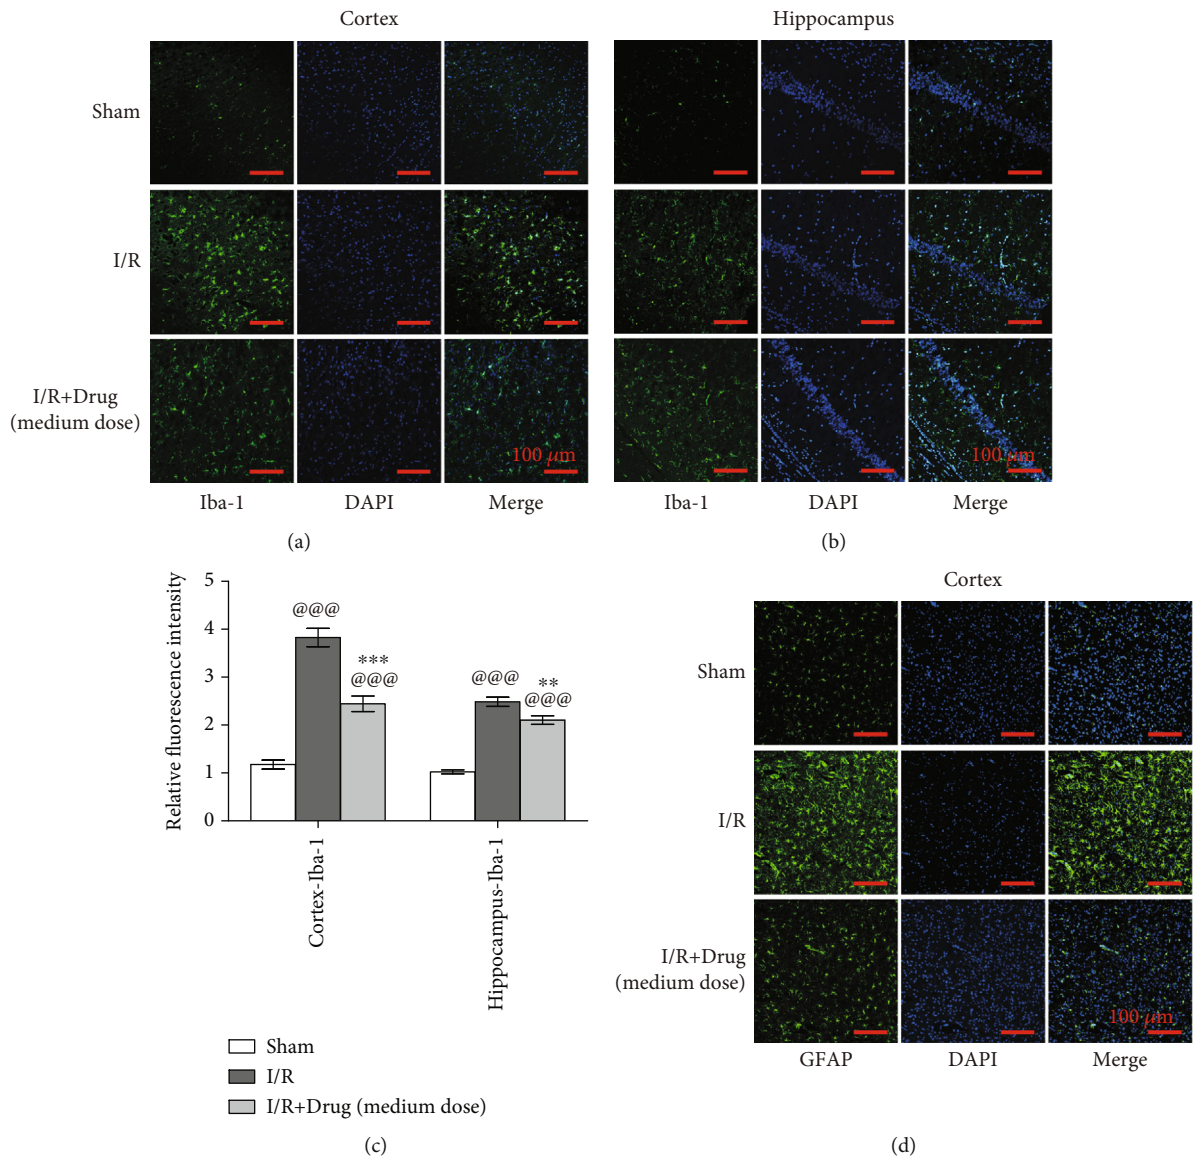 Cortex
Sham
I/R
I/R+Drug
(medium dose)
100 μm
Iba-1
DAPI
Merge
(a)
Hippocampus
100 μm
Iba-1
DAPI
Merge
(b)
Relative fluorescence intensity
5
4
3
2
1
0
@@@
***
@@@
@@@
**
@@@
Cortex-Iba-1
Hippocampus-Iba-1
Sham
I/R
I/R+Drug (medium dose)
(c)
Cortex
Sham
I/R
I/R+Drug
(medium dose)
100 μm
GFAP
DAPI
Merge
(d)